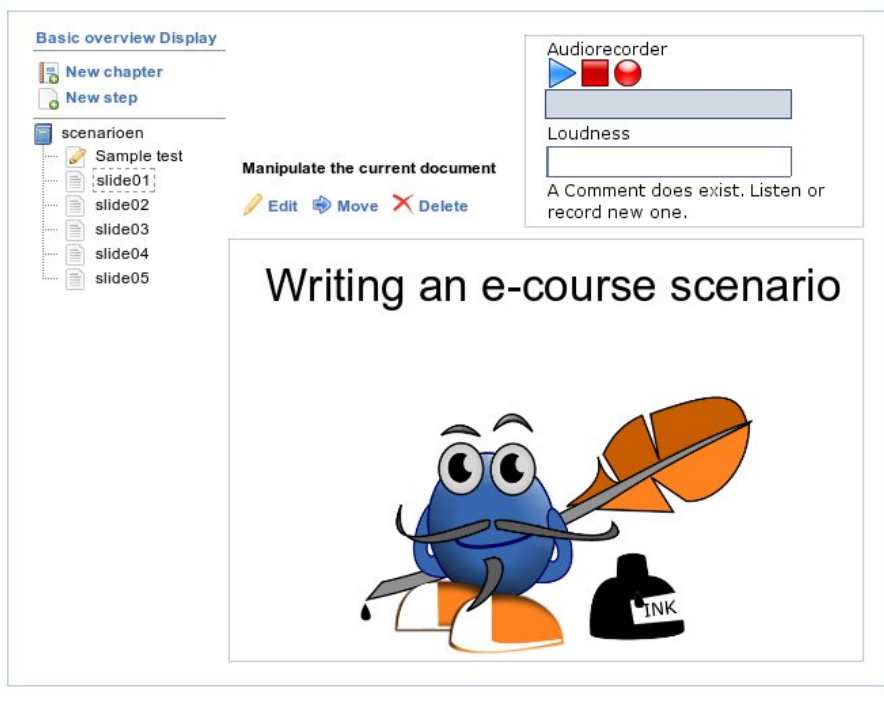 Basic overview Display
New chapter
New step
scenarioen
Sample test
slide01
slide02
slide03
slide04
slide05
Manipulate the current document
Edit Move Delete
Audiorecorder
Loudness
A Comment does exist. Listen or
record new one.
Writing an e-course scenario
INK